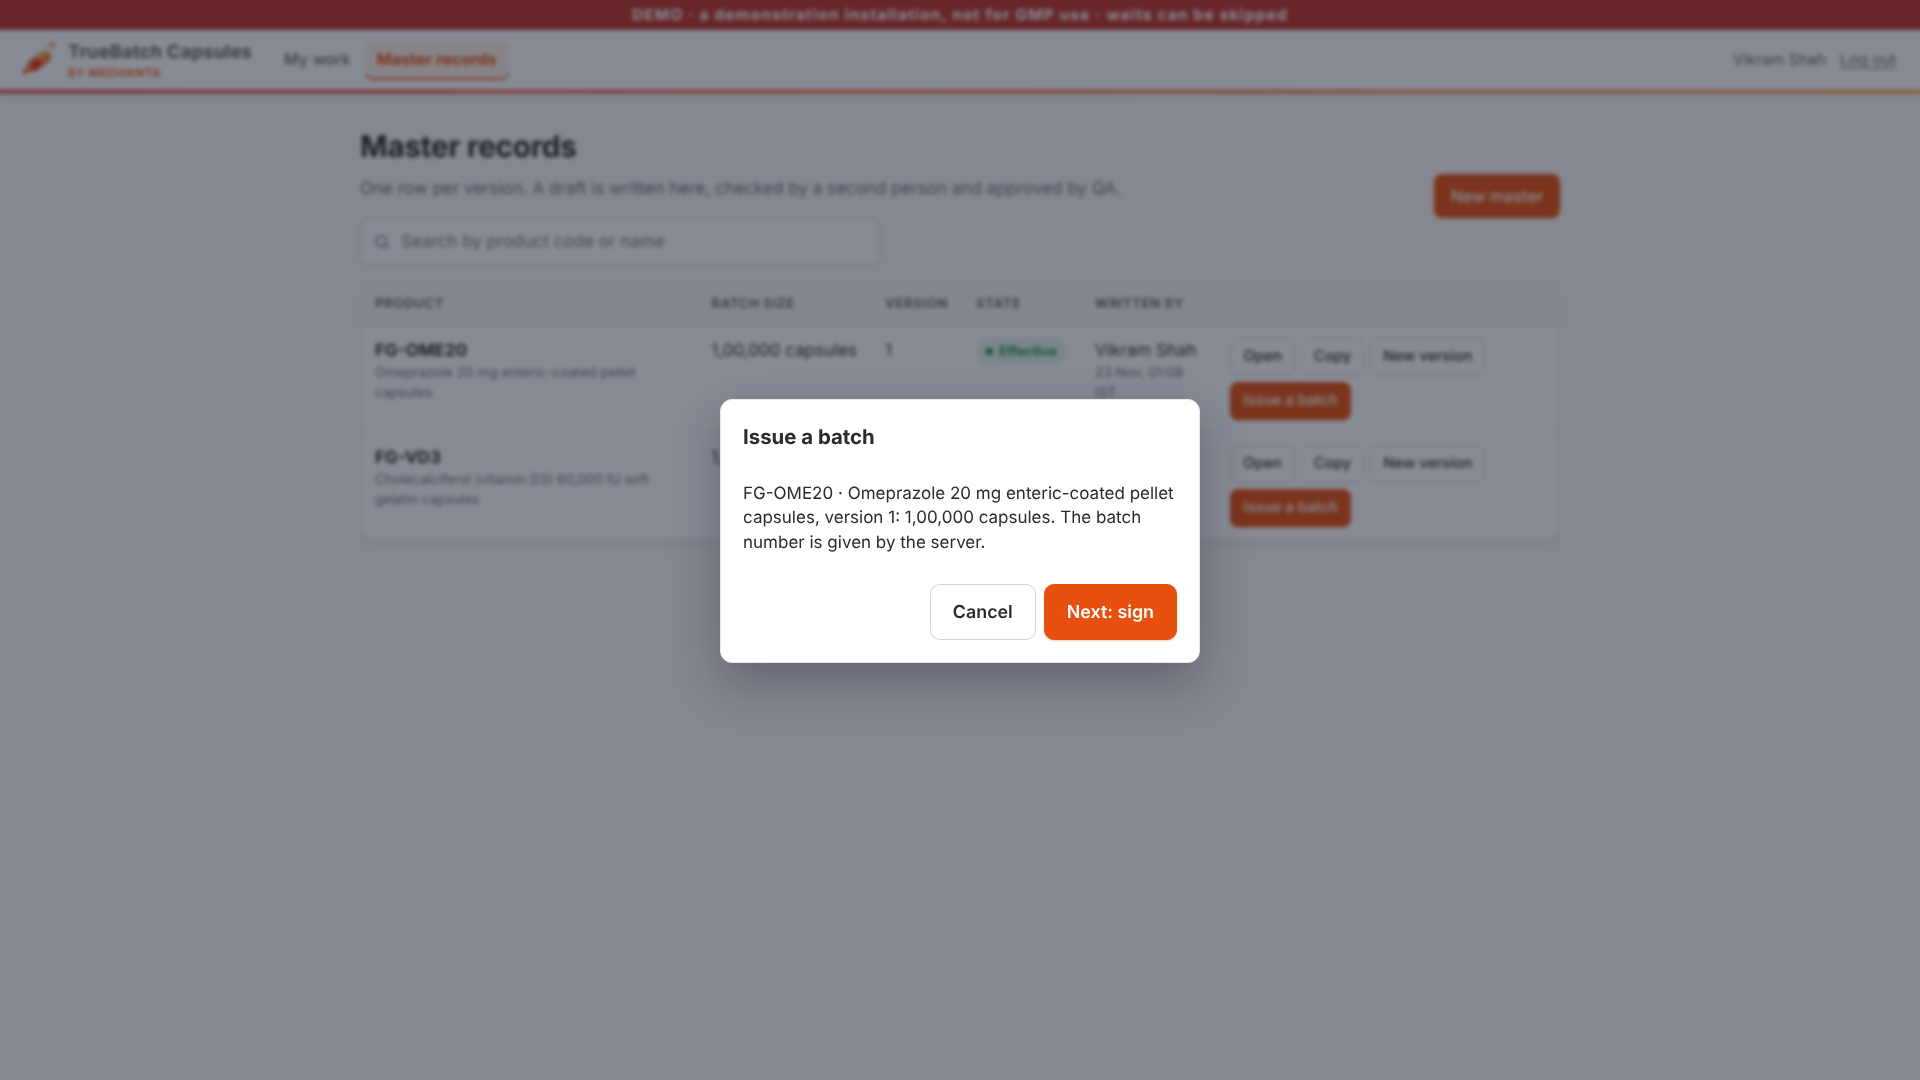 DEMO · a demonstration installation, not for GMP use · waits can be skipped
TrueBatch Capsules
BY MEDHANTA
My work
Master records
Vikram Shah
Log out
Master records
One row per version. A draft is written here, checked by a second person and approved by QA.
New master
Search by product code or name
PRODUCT
BATCH SIZE
VERSION
STATE
WRITTEN BY
FG-OME20
Omeprazole 20 mg enteric-coated pellet
capsules
1,00,000 capsules
1
Effective
Vikram Shah
23 Nov, 01:08
IST
Open
Copy
New version
Issue a batch
FG-VD3
Cholecalciferol (vitamin D3) 60,000 IU soft
gelatin capsules
Open
Copy
New version
Issue a batch
Issue a batch
FG-OME20 · Omeprazole 20 mg enteric-coated pellet
capsules, version 1: 1,00,000 capsules. The batch
number is given by the server.
Cancel
Next: sign